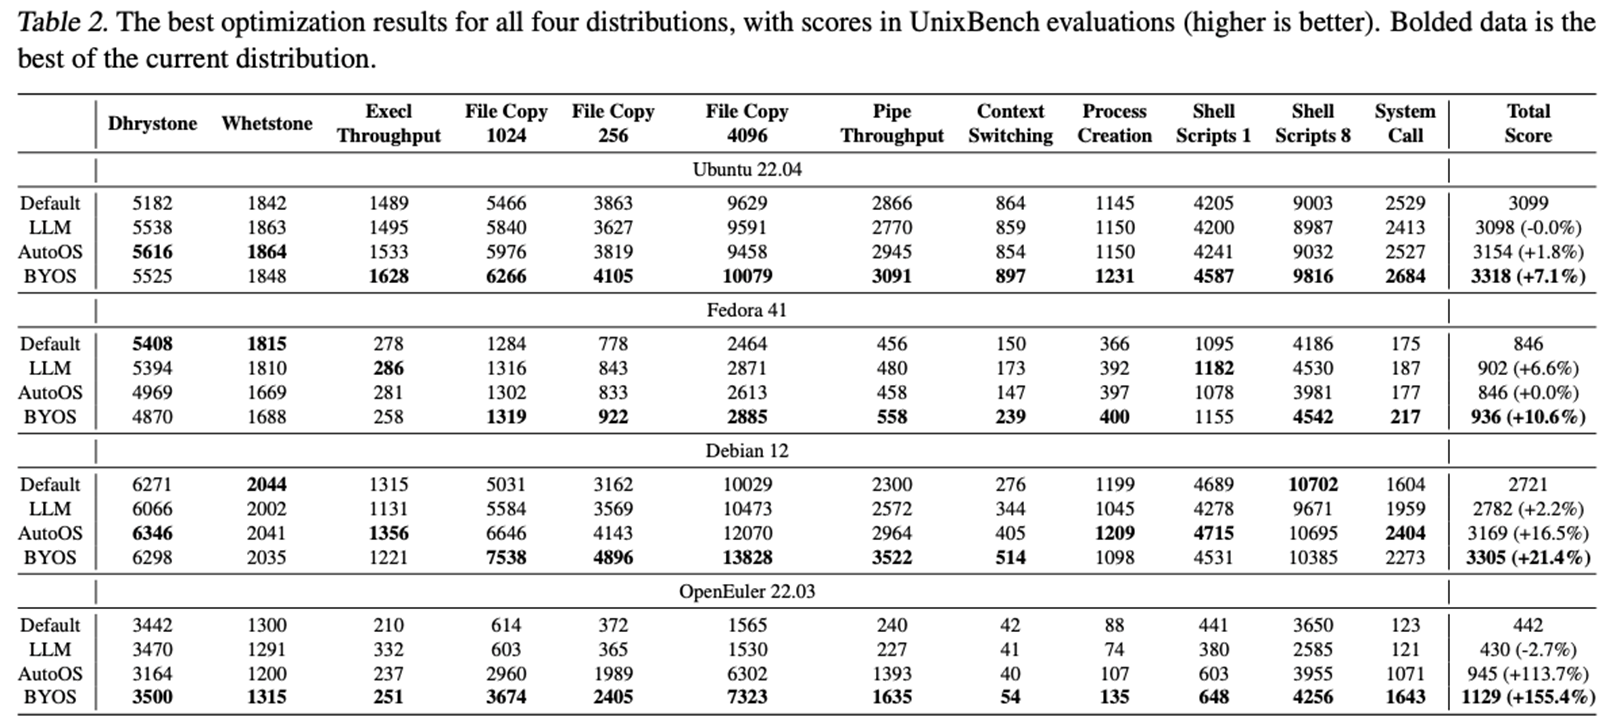 Table 2. The best optimization results for all four distributions, with scores in UnixBench evaluations (higher is better). Bolded data is the
best of the current distribution.
Dhrystone Whetstone Execl Throughput File Copy 1024 File Copy 256 File Copy 4096 Pipe Throughput Context Switching Process Creation Shell Scripts 1 Shell Scripts 8 System Call Total Score
Ubuntu 22.04
Default 5182 1842 1489 5466 3863 9629 2866 864 1145 4205 9003 2529 3099
LLM 5538 1863 1495 5840 3627 9591 2770 859 1150 4200 8987 2413 3098 (-0.0%)
AutoOS 5616 1864 1533 5976 3819 9458 2945 854 1150 4241 9032 2527 3154 (+1.8%)
BYOS 5525 1848 1628 6266 4105 10079 3091 897 1231 4587 9816 2684 3318 (+7.1%)
Fedora 41
Default 5408 1815 278 1284 778 2464 456 150 366 1095 4186 175 846
LLM 5394 1810 286 1316 843 2871 480 173 392 1182 4530 187 902 (+6.6%)
AutoOS 4969 1669 281 1302 833 2613 458 147 397 1078 3981 177 846 (+0.0%)
BYOS 4870 1688 258 1319 922 2885 558 239 400 1155 4542 217 936 (+10.6%)
Debian 12
Default 6271 2044 1315 5031 3162 10029 2300 276 1199 4689 10702 1604 2721
LLM 6066 2002 1131 5584 3569 10473 2572 344 1045 4278 9671 1959 2782 (+2.2%)
AutoOS 6346 2041 1356 6646 4143 12070 2964 405 1209 4715 10695 2404 3169 (+16.5%)
BYOS 6298 2035 1221 7538 4896 13828 3522 514 1098 4531 10385 2273 3305 (+21.4%)
OpenEuler 22.03
Default 3442 1300 210 614 372 1565 240 42 88 441 3650 123 442
LLM 3470 1291 332 603 365 1530 227 41 74 380 2585 121 430 (-2.7%)
AutoOS 3164 1200 237 2960 1989 6302 1393 40 107 603 3955 1071 945 (+113.7%)
BYOS 3500 1315 251 3674 2405 7323 1635 54 135 648 4256 1643 1129 (+155.4%)